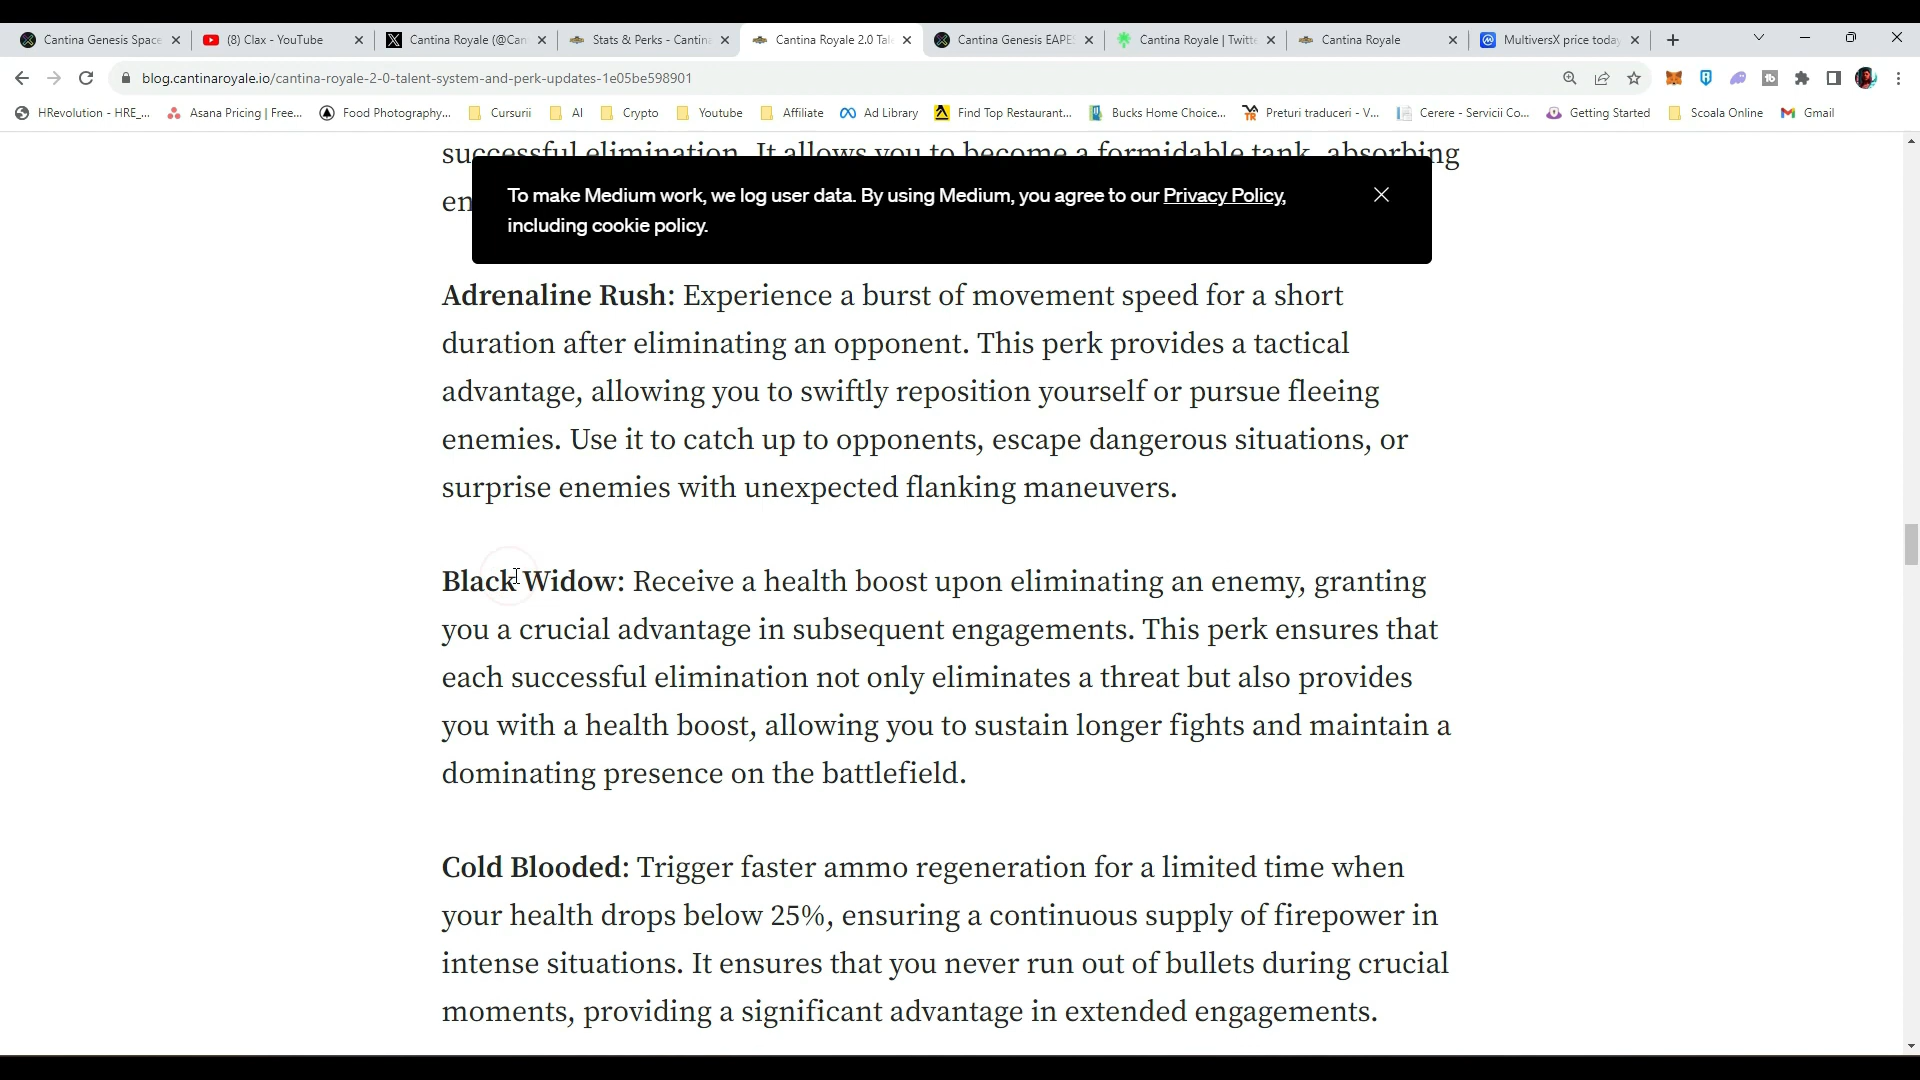 Cantina Genesis Space
(8) Clax - YouTube
Cantina Royale (@Can
Stats & Perks - Cantina
Cantina Royale 2.0 Tal
Cantina Genesis EAPES
Cantina Royale | Twitte
Cantina Royale
MultiversX price today
blog.cantinaroyale.io/cantina-royale-2-0-talent-system-and-perk-updates-1e05be598901
HRevolution - HRE_...
Asana Pricing | Free...
Food Photography...
Cursurii
AI
Crypto
Youtube
Affiliate
Ad Library
Find Top Restaurant...
Bucks Home Choice...
Preturi traduceri - V...
Cerere - Servicii Co...
Getting Started
Scoala Online
Gmail
successful elimination. It allows you to become a formidable tank, absorbing
en
To make Medium work, we log user data. By using Medium, you agree to our Privacy Policy,
including cookie policy.
Adrenaline Rush: Experience a burst of movement speed for a short
duration after eliminating an opponent. This perk provides a tactical
advantage, allowing you to swiftly reposition yourself or pursue fleeing
enemies. Use it to catch up to opponents, escape dangerous situations, or
surprise enemies with unexpected flanking maneuvers.
Black Widow: Receive a health boost upon eliminating an enemy, granting
you a crucial advantage in subsequent engagements. This perk ensures that
each successful elimination not only eliminates a threat but also provides
you with a health boost, allowing you to sustain longer fights and maintain a
dominating presence on the battlefield.
Cold Blooded: Trigger faster ammo regeneration for a limited time when
your health drops below 25%, ensuring a continuous supply of firepower in
intense situations. It ensures that you never run out of bullets during crucial
moments, providing a significant advantage in extended engagements.